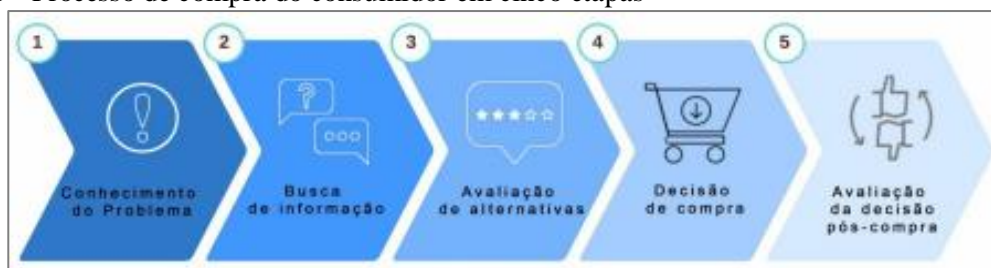 Processo de compra do consumidor em cinco etapas
1
2
3
4
5
Conhecimento
do Problema
Busca
de informação
Avaliação
de alternativas
Decisão
de compra
Avaliação
da decisão
pós-compra